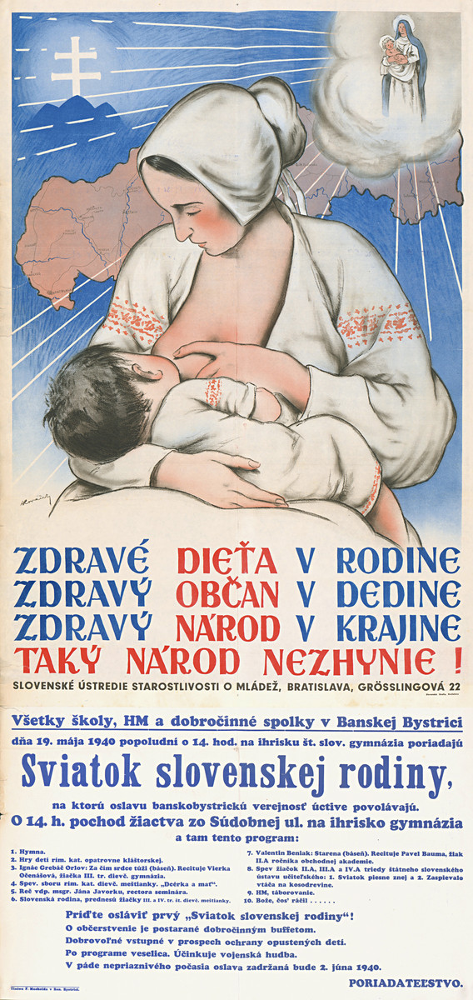 ZDRAVÉ DIEŤA V RODINE
ZDRAVÝ OBČAN V DEDINE
ZDRAVÝ NÁROD V KRAJINE
TAKÝ NÁROD NEZHYNIE !
SLOVENSKÉ ÚSTREDIE STAROSTLIVOSTI O MLÁDEŽ, BRATISLAVA, GRÖSSLINGOVÁ 22
Všetky školy, HM a dobročinné spolky v Banskej Bystrici
dňa 19. mája 1940 popoludní o 14. hod. na ihrisku št. slov. gymnázia poriadajú
Sviatok slovenskej rodiny,
na ktorú oslavu banskobystrickú verejnosť úctive povolávajú.
O 14. h. pochod žiactva zo Súdobnej ul. na ihrisko gymnázia
a tam tento program:
1. Hymna.
2. Hry detí rím. kat. opatrovne kláštorskej.
3. Ignác Grebáč Orlov: Za čím srdce túži (báseň). Recituje Vierka
Očenášová, žiačka III. tr. dievč. gymnázia.
4. Spev. sboru rím. kat. dievč. meštianky. „Dcérka a mať“.
5. Reč vdp. msgr. Jána Javorku, rectora seminára.
6. Slovenská rodina, prednesú žiačky III. a IV. tr. št. dievč. meštianky.
7. Valentin Beniak: Starena (báseň). Recituje Pavel Bauma, žiak
II.A ročníka obchodnej akademie.
8. Spev žiačok II.A, III.A a IV.A triedy štátneho slovenského
ústavu učiteľského: 1. Sviatok piesne znej a 2. Zaspievalo
vtáča na kosodrevine.
9. HM, táborovanie.
10. Bože, čos' ráčil . . . . . .
Príďte osláviť prvý „Sviatok slovenskej rodiny“!
O občerstvenie je postarané dobročinným buffetom.
Dobrovoľné vstupné v prospech ochrany opustených detí.
Po programe veselica. Účinkuje vojenská hudba.
V páde nepriaznivého počasia oslava zadržaná bude 2. júna 1940.
PORIADATEĽSTVO.
Tlačou F. Macholda v Ban. Bystrici.